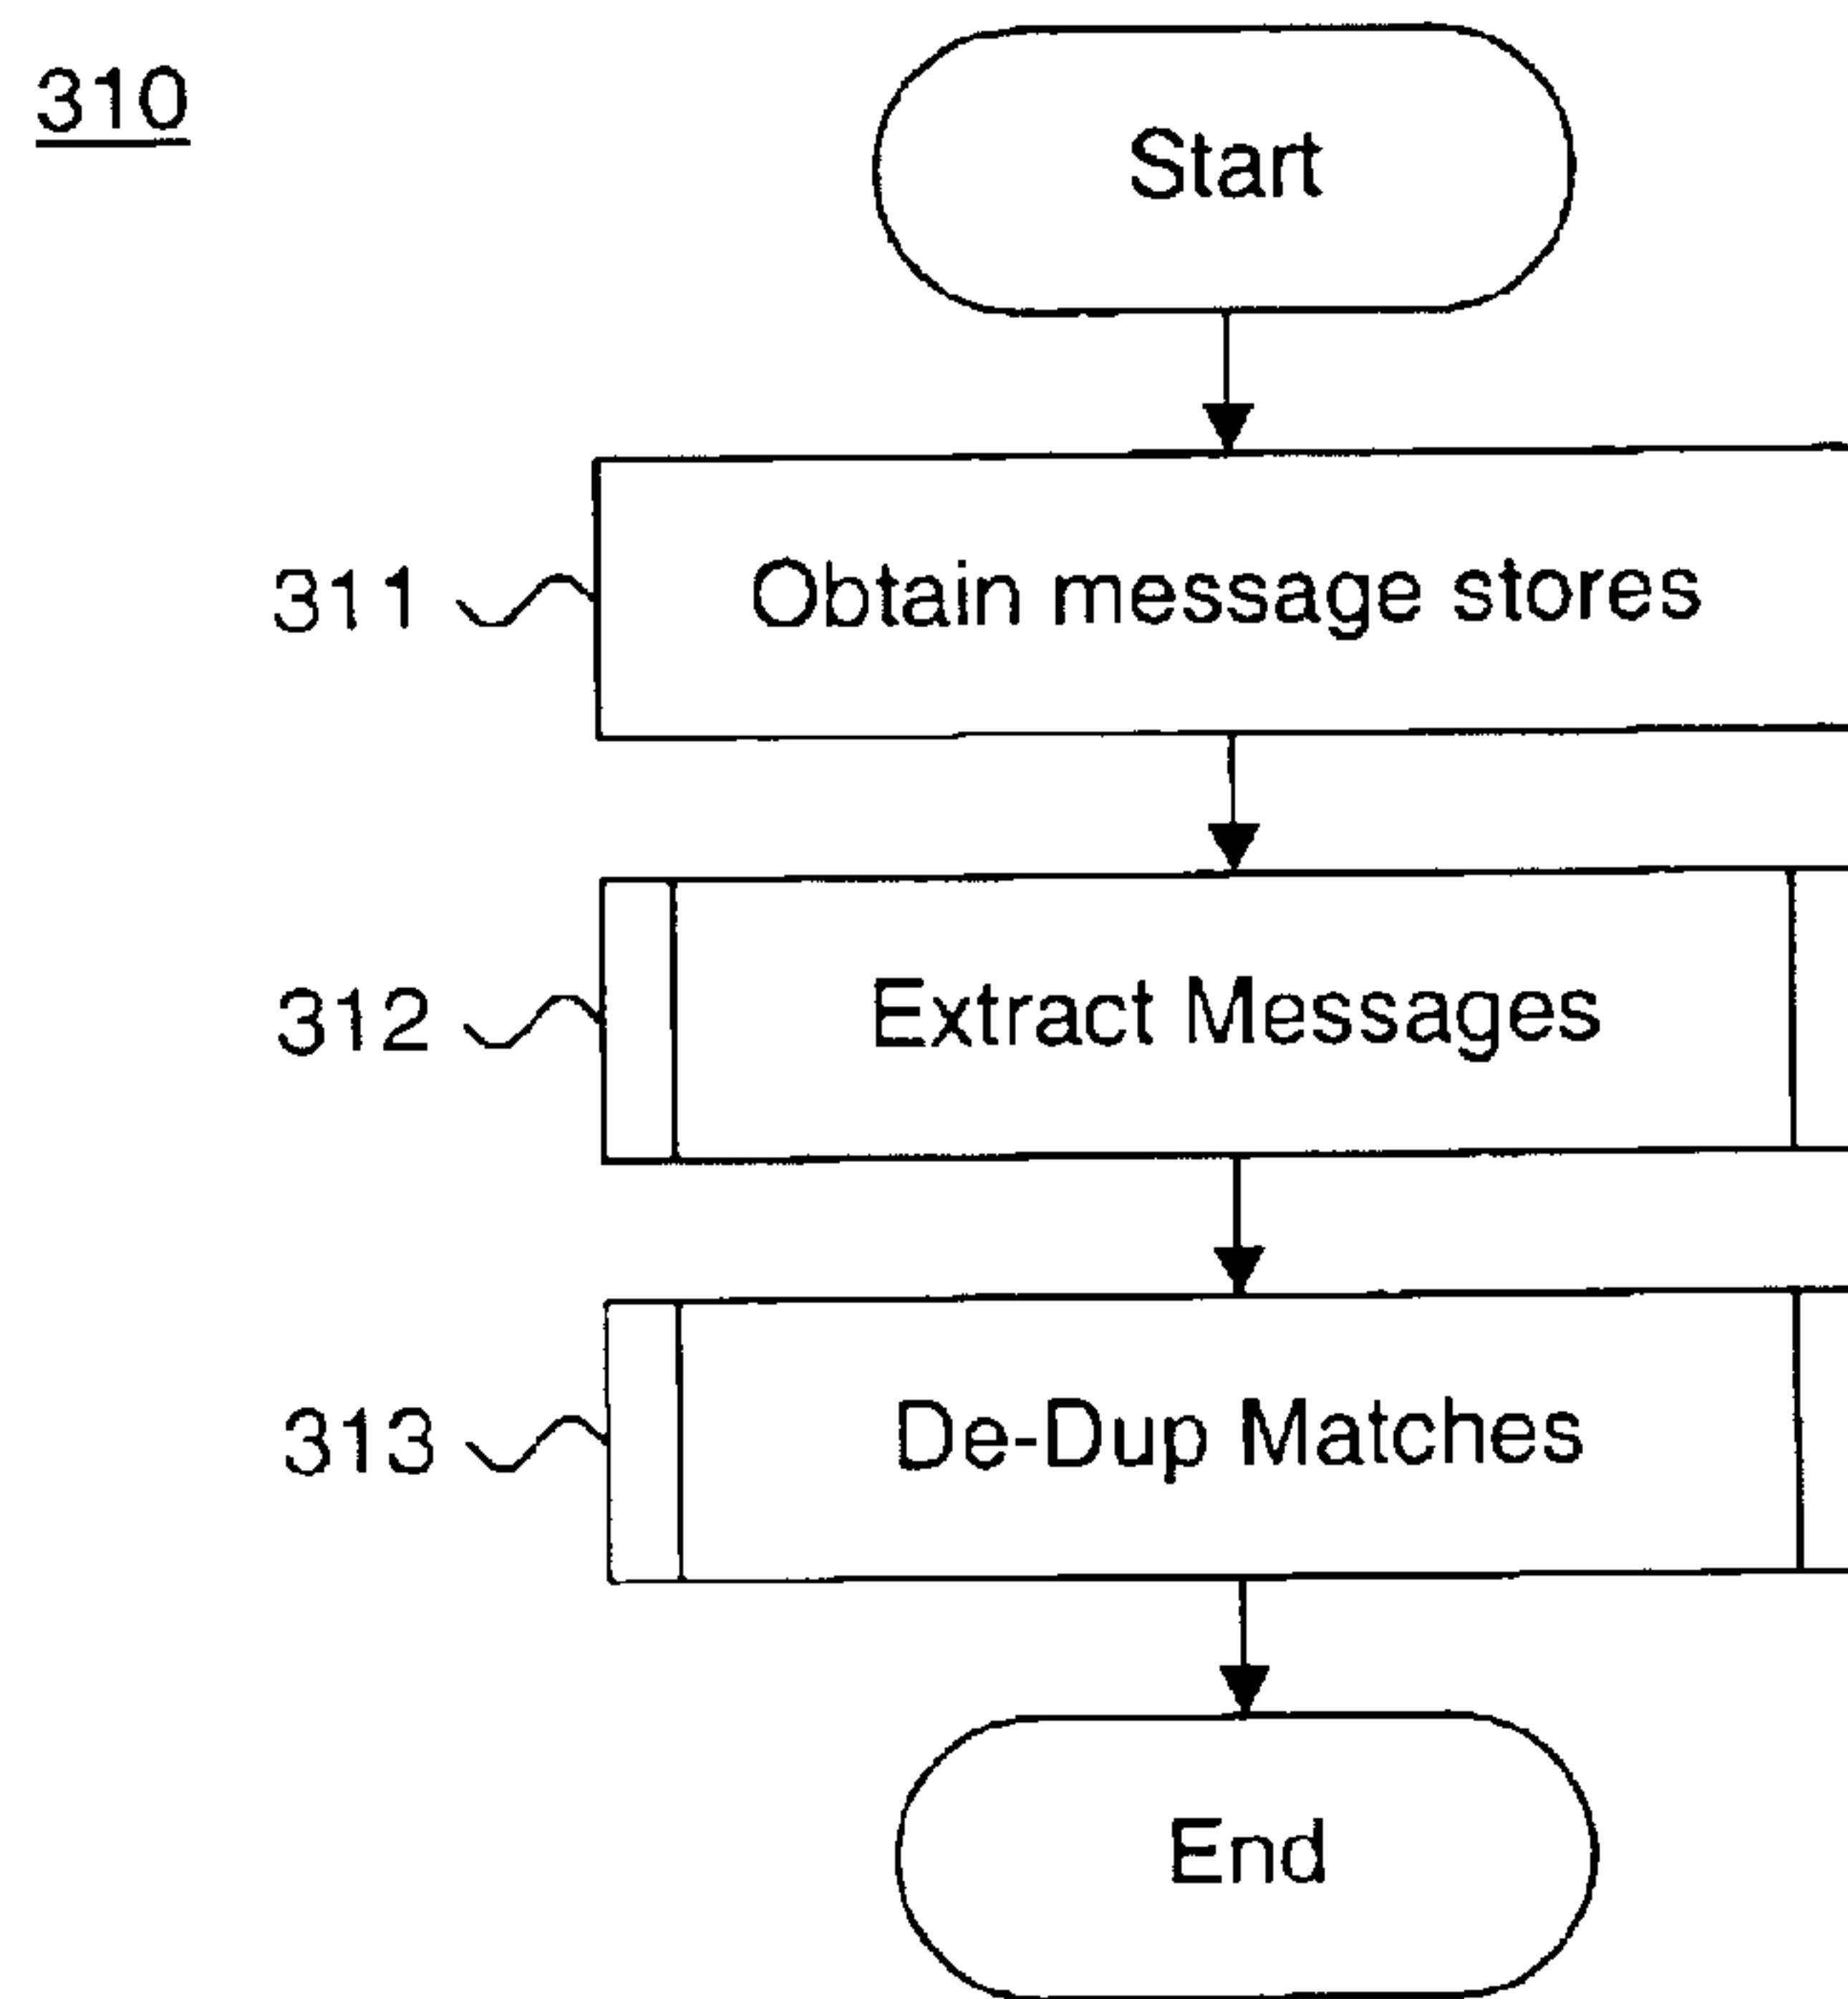 310
Start
311 Obtain message stores
312 Extract Messages
313 De-Dup Matches
End